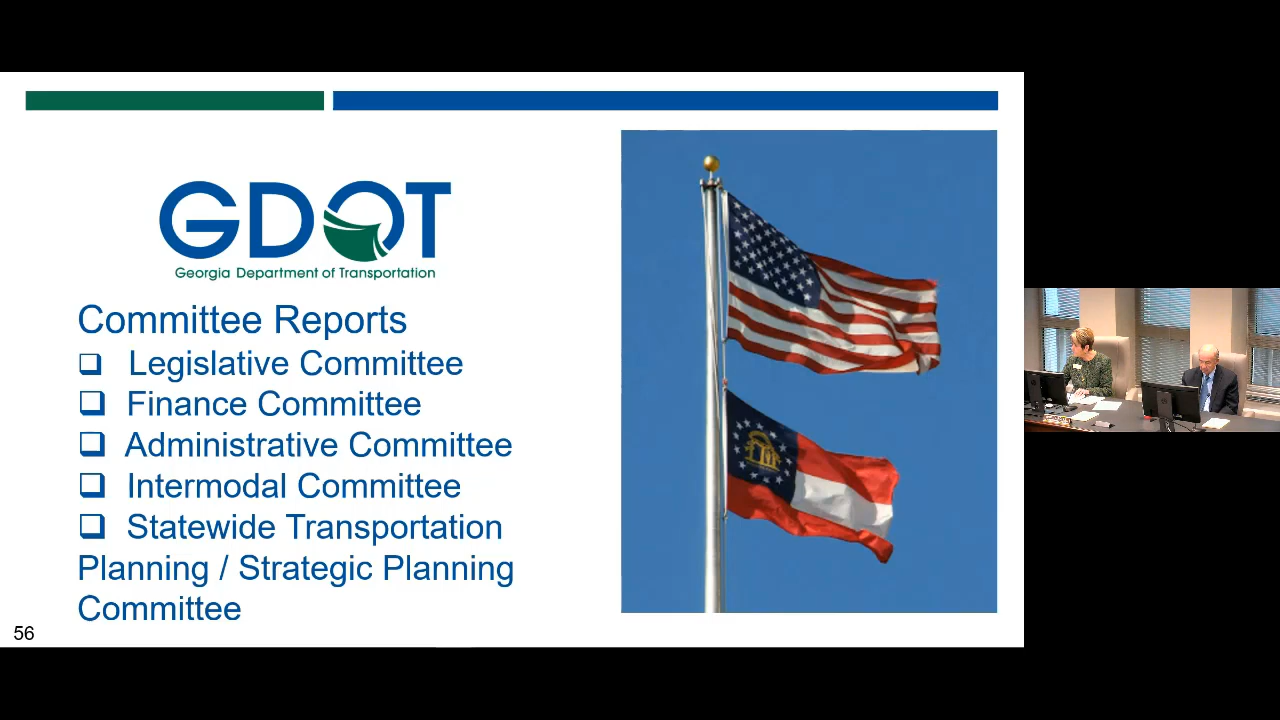 GDOT
Georgia Department of Transportation
Committee Reports
❑ Legislative Committee
❑ Finance Committee
❑ Administrative Committee
❑ Intermodal Committee
❑ Statewide Transportation
Planning / Strategic Planning
Committee
56